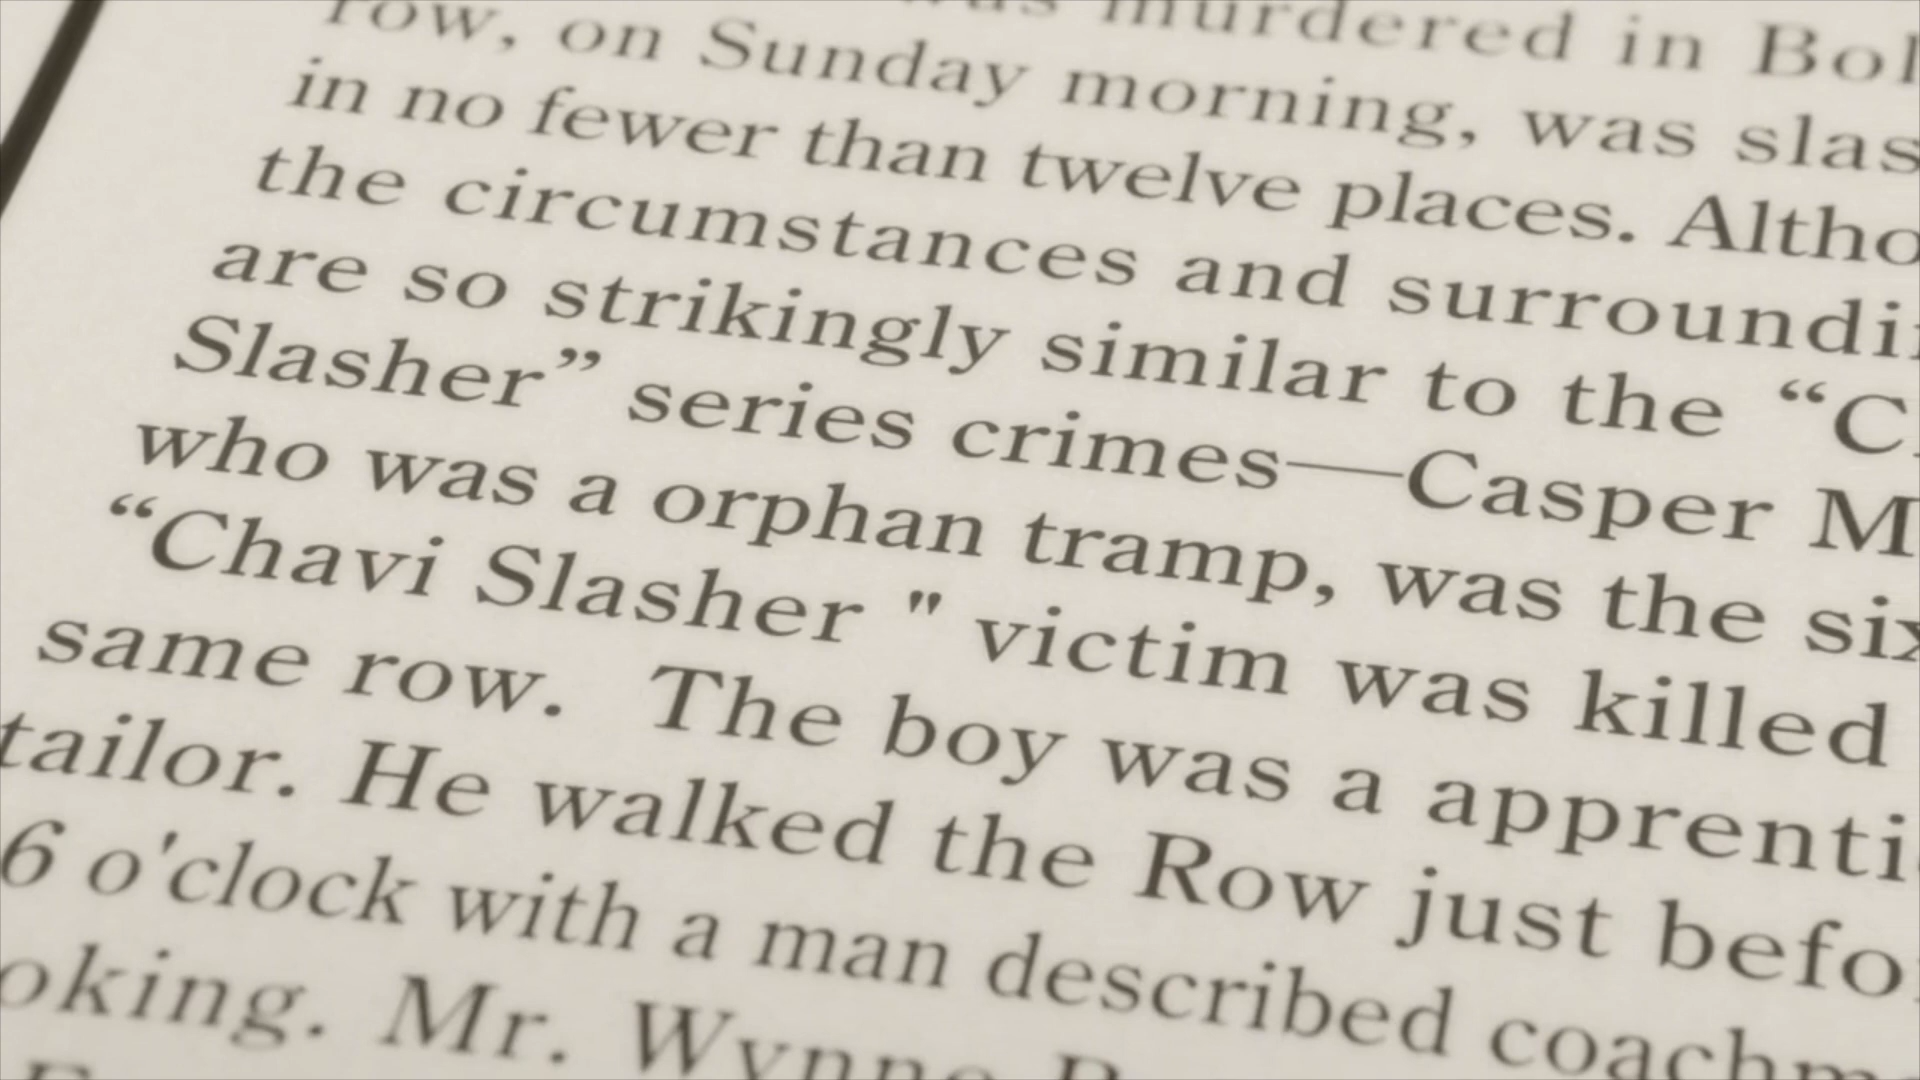 murdered in Bol
row, on Sunday morning, was slas
in no fewer than twelve places. Altho
the circumstances and surroundi
are so strikingly similar to the “C
Slasher” series crimes—Casper M
who was a orphan tramp, was the six
“Chavi Slasher " victim was killed
same row. The boy was a apprenti
tailor. He walked the Row just befo
6 o'clock with a man described coachm
oking. Mr.